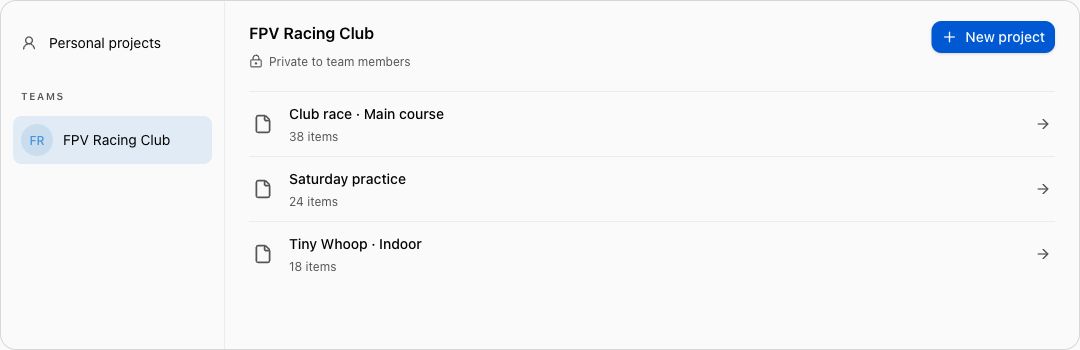 Personal projects
TEAMS
FR FPV Racing Club
FPV Racing Club
Private to team members
New project
Club race · Main course
38 items
Saturday practice
24 items
Tiny Whoop · Indoor
18 items